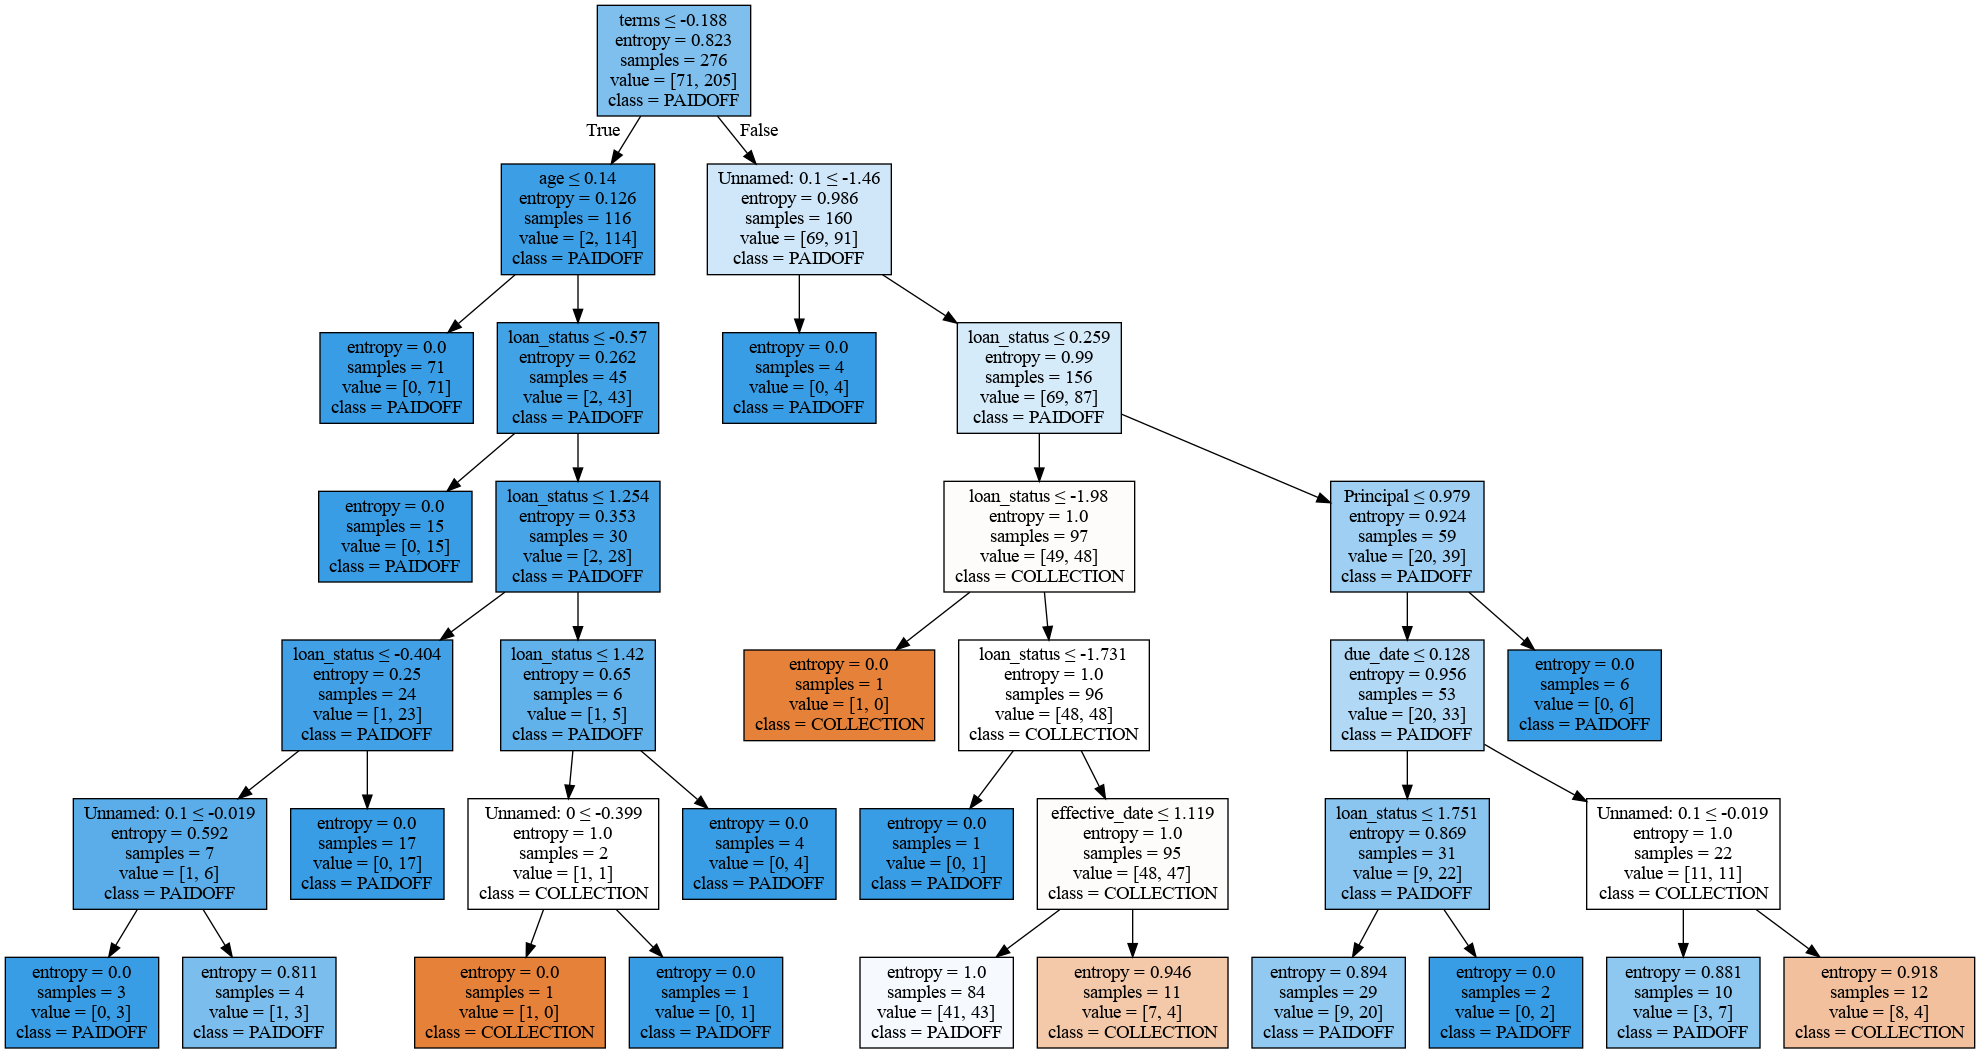 terms ≤ -0.188
entropy = 0.823
samples = 276
value = [71, 205]
class = PAIDOFF
True
False
age ≤ 0.14
entropy = 0.126
samples = 116
value = [2, 114]
class = PAIDOFF
Unnamed: 0.1 ≤ -1.46
entropy = 0.986
samples = 160
value = [69, 91]
class = PAIDOFF
entropy = 0.0
samples = 71
value = [0, 71]
class = PAIDOFF
loan_status ≤ -0.57
entropy = 0.262
samples = 45
value = [2, 43]
class = PAIDOFF
entropy = 0.0
samples = 4
value = [0, 4]
class = PAIDOFF
loan_status ≤ 0.259
entropy = 0.99
samples = 156
value = [69, 87]
class = PAIDOFF
entropy = 0.0
samples = 15
value = [0, 15]
class = PAIDOFF
loan_status ≤ 1.254
entropy = 0.353
samples = 30
value = [2, 28]
class = PAIDOFF
loan_status ≤ -1.98
entropy = 1.0
samples = 97
value = [49, 48]
class = COLLECTION
Principal ≤ 0.979
entropy = 0.924
samples = 59
value = [20, 39]
class = PAIDOFF
loan_status ≤ -0.404
entropy = 0.25
samples = 24
value = [1, 23]
class = PAIDOFF
loan_status ≤ 1.42
entropy = 0.65
samples = 6
value = [1, 5]
class = PAIDOFF
entropy = 0.0
samples = 1
value = [1, 0]
class = COLLECTION
loan_status ≤ -1.731
entropy = 1.0
samples = 96
value = [48, 48]
class = COLLECTION
due_date ≤ 0.128
entropy = 0.956
samples = 53
value = [20, 33]
class = PAIDOFF
entropy = 0.0
samples = 6
value = [0, 6]
class = PAIDOFF
Unnamed: 0.1 ≤ -0.019
entropy = 0.592
samples = 7
value = [1, 6]
class = PAIDOFF
entropy = 0.0
samples = 17
value = [0, 17]
class = PAIDOFF
Unnamed: 0 ≤ -0.399
entropy = 1.0
samples = 2
value = [1, 1]
class = COLLECTION
entropy = 0.0
samples = 4
value = [0, 4]
class = PAIDOFF
entropy = 0.0
samples = 1
value = [0, 1]
class = PAIDOFF
effective_date ≤ 1.119
entropy = 1.0
samples = 95
value = [48, 47]
class = COLLECTION
loan_status ≤ 1.751
entropy = 0.869
samples = 31
value = [9, 22]
class = PAIDOFF
Unnamed: 0.1 ≤ -0.019
entropy = 1.0
samples = 22
value = [11, 11]
class = COLLECTION
entropy = 0.0
samples = 3
value = [0, 3]
class = PAIDOFF
entropy = 0.811
samples = 4
value = [1, 3]
class = PAIDOFF
entropy = 0.0
samples = 1
value = [1, 0]
class = COLLECTION
entropy = 0.0
samples = 1
value = [0, 1]
class = PAIDOFF
entropy = 1.0
samples = 84
value = [41, 43]
class = PAIDOFF
entropy = 0.946
samples = 11
value = [7, 4]
class = COLLECTION
entropy = 0.894
samples = 29
value = [9, 20]
class = PAIDOFF
entropy = 0.0
samples = 2
value = [0, 2]
class = PAIDOFF
entropy = 0.881
samples = 10
value = [3, 7]
class = PAIDOFF
entropy = 0.918
samples = 12
value = [8, 4]
class = COLLECTION